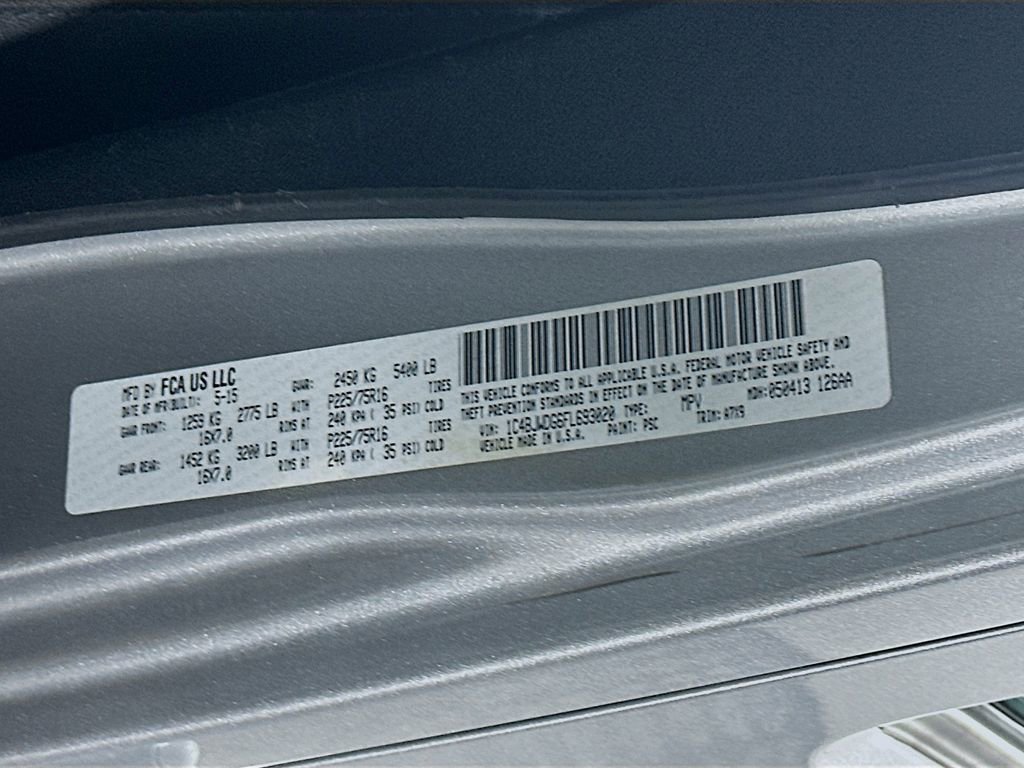 MFD BY FCA US LLC
DATE OF MFR(BUILT): 5-15 GVWR: 2450 KG 5400 LB
GAWR FRONT: 1259 KG 2775 LB WITH P225/75R16 TIRES
16X7.0 RIMS AT 240 KPA ( 35 PSI) COLD
GAWR REAR: 1452 KG 3200 LB WITH P225/75R16 TIRES
16X7.0 RIMS AT 240 KPA ( 35 PSI) COLD
THIS VEHICLE CONFORMS TO ALL APPLICABLE U.S.A. FEDERAL MOTOR VEHICLE SAFETY AND
THEFT PREVENTION STANDARDS IN EFFECT ON THE DATE OF MANUFACTURE SHOWN ABOVE.
VIN: 1C4BJWDG6FL693020 TYPE: MPV MDH: 050413 126AA
VEHICLE MADE IN U.S.A. PAINT: PSC TRIM: A7X9